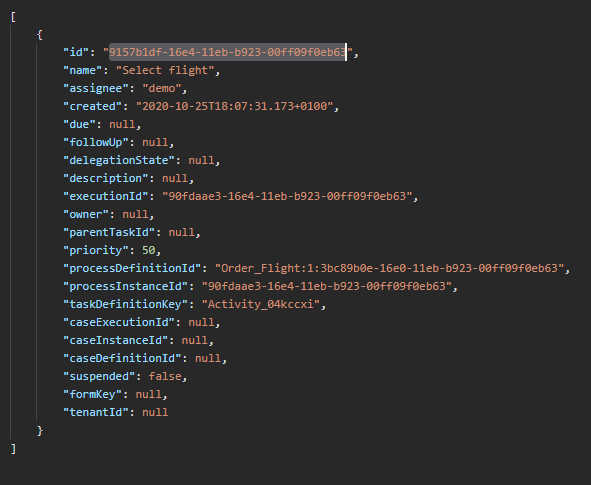 [
{
"id": "9157b1df-16e4-11eb-b923-00ff09f0eb63",
"name": "Select flight",
"assignee": "demo",
"created": "2020-10-25T18:07:31.173+0100",
"due": null,
"followUp": null,
"delegationState": null,
"description": null,
"executionId": "90fdaae3-16e4-11eb-b923-00ff09f0eb63",
"owner": null,
"parentTaskId": null,
"priority": 50,
"processDefinitionId": "Order_Flight:1:3bc89b0e-16e0-11eb-b923-00ff09f0eb63",
"processInstanceId": "90fdaae3-16e4-11eb-b923-00ff09f0eb63",
"taskDefinitionKey": "Activity_04kccxi",
"caseExecutionId": null,
"caseInstanceId": null,
"caseDefinitionId": null,
"suspended": false,
"formKey": null,
"tenantId": null
}
]